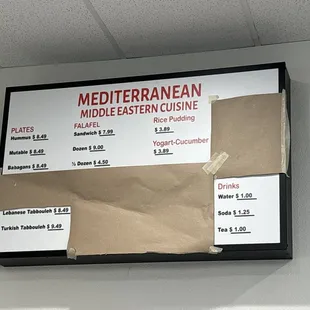 MEDITERRANEAN
MIDDLE EASTERN CUISINE
PLATES
Hummus $ 8.49
Mutable $ 8.49
Babagans $ 8.49
FALAFEL
Sandwich $ 7.99
Dozen $ 9.00
½ Dozen $ 4.50
Rice Pudding
$ 3.89
Yogart-Cucumber
$ 3.89
Lebanese Tabbouleh $ 8.49
Turkish Tabbouleh $ 9.49
Drinks
Water $ 1.00
Soda $ 1.25
Tea $ 1.00